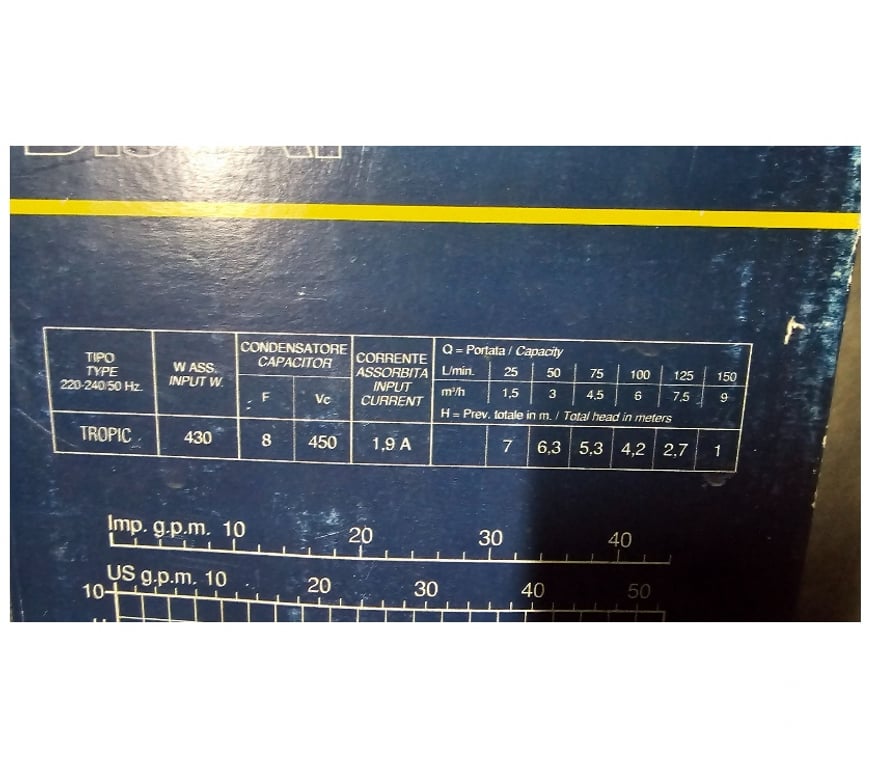 TIPO
TYPE
220-240/50 Hz.
W ASS.
INPUT W.
CONDENSATORE
CAPACITOR
F
Vc
CORRENTE
ASSORBITA
INPUT
CURRENT
Q = Portata / Capacity
L/min. 25 50 75 100 125 150
m³/h 1,5 3 4,5 6 7,5 9
H = Prev. totale in m. / Total head in meters
TROPIC 430 8 450 1,9 A 7 6,3 5,3 4,2 2,7 1
Imp. g.p.m. 10 20 30 40
US g.p.m. 10 20 30 40 50
10